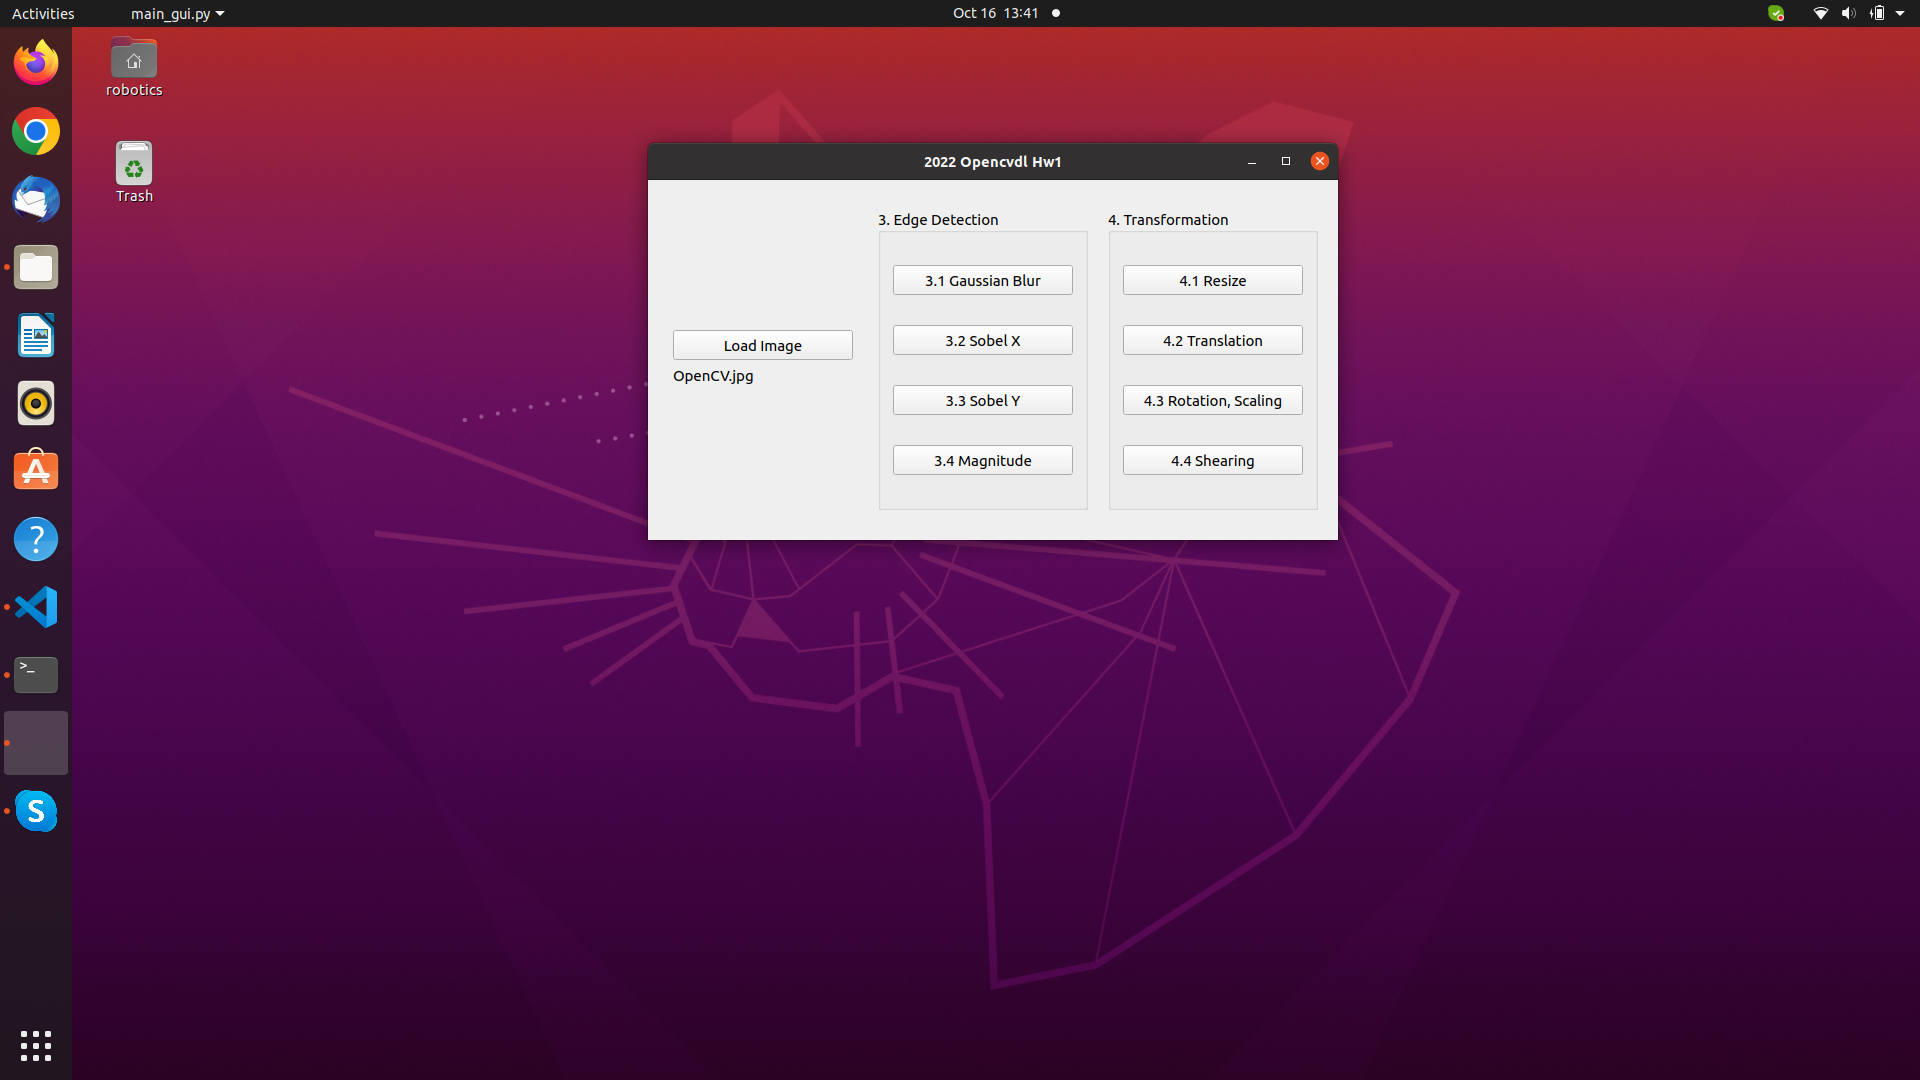 Activities
main_gui.py
Oct 16 13:41
robotics
Trash
2022 Opencvdl Hw1
Load Image
OpenCV.jpg
3. Edge Detection
3.1 Gaussian Blur
3.2 Sobel X
3.3 Sobel Y
3.4 Magnitude
4. Transformation
4.1 Resize
4.2 Translation
4.3 Rotation, Scaling
4.4 Shearing